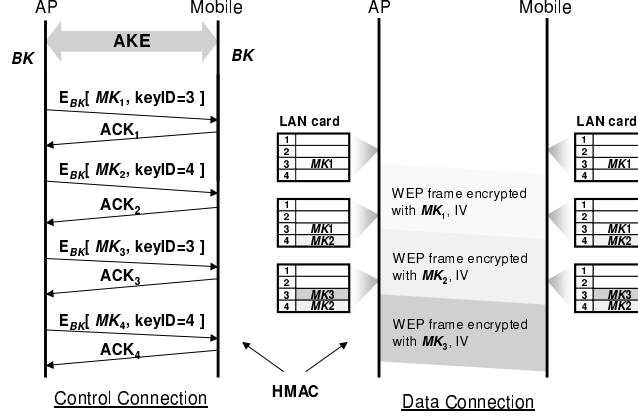 AP
Mobile
AKE
BK
BK
E_BK[ MK₁, keyID=3 ]
ACK₁
E_BK[ MK₂, keyID=4 ]
ACK₂
E_BK[ MK₃, keyID=3 ]
ACK₃
E_BK[ MK₄, keyID=4 ]
ACK₄
Control Connection
HMAC
AP
Mobile
LAN card
1
2
3 MK1
4
1
2
3 MK1
4 MK2
1
2
3 MK3
4 MK2
WEP frame encrypted
with MK₁, IV
WEP frame encrypted
with MK₂, IV
WEP frame encrypted
with MK₃, IV
LAN card
1
2
3 MK1
4
1
2
3 MK1
4 MK2
1
2
3 MK3
4 MK2
Data Connection